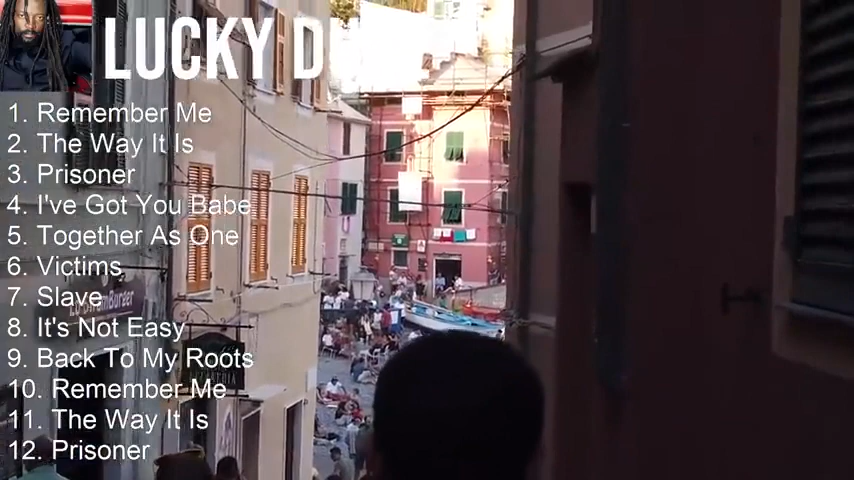 LUCKY DU
1. Remember Me
2. The Way It Is
3. Prisoner
4. I've Got You Babe
5. Together As One
6. Victims
7. Slave
8. It's Not Easy
9. Back To My Roots
10. Remember Me
11. The Way It Is
12. Prisoner